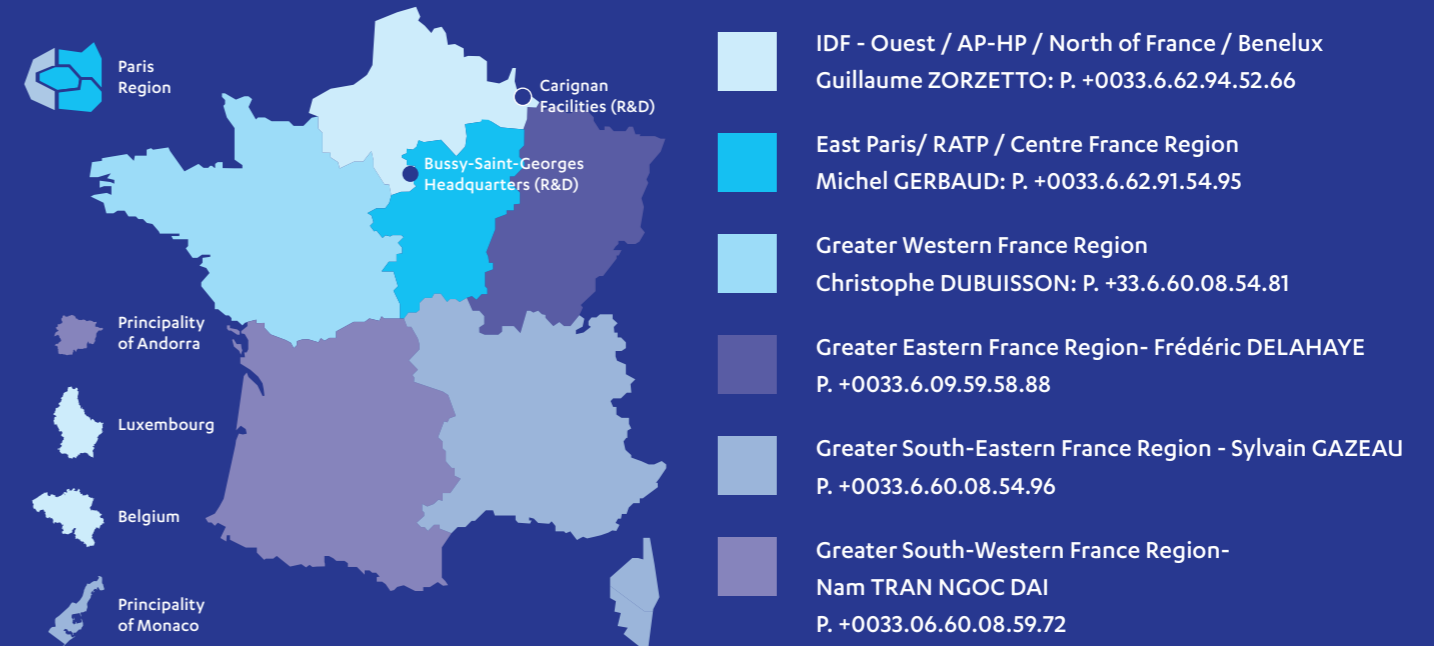 Paris
Region
Carignan
Facilities (R&D)
Bussy-Saint-Georges
Headquarters (R&D)
Principality
of Andorra
Luxembourg
Belgium
Principality
of Monaco
IDF - Ouest / AP-HP / North of France / Benelux
Guillaume ZORZETTO: P. +0033.6.62.94.52.66
East Paris/ RATP / Centre France Region
Michel GERBAUD: P. +0033.6.62.91.54.95
Greater Western France Region
Christophe DUBUISSON: P. +33.6.60.08.54.81
Greater Eastern France Region- Frédéric DELAHAYE
P. +0033.6.09.59.58.88
Greater South-Eastern France Region - Sylvain GAZEAU
P. +0033.6.60.08.54.96
Greater South-Western France Region-
Nam TRAN NGOC DAI
P. +0033.06.60.08.59.72